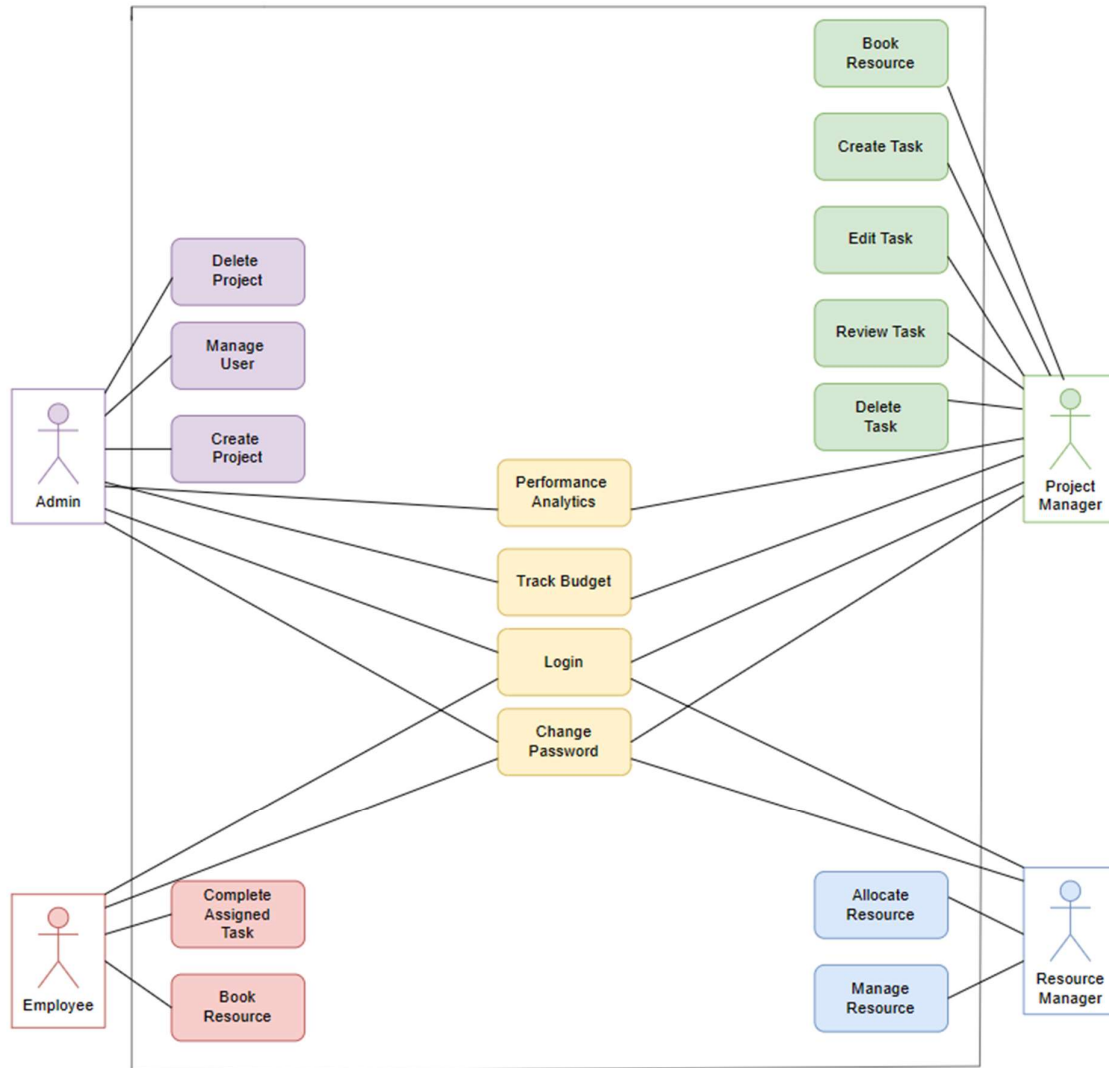 Book
Resource
Create Task
Edit Task
Review Task
Delete
Task
Delete
Project
Manage
User
Create
Project
Admin
Project
Manager
Performance
Analytics
Track Budget
Login
Change
Password
Complete
Assigned
Task
Book
Resource
Employee
Allocate
Resource
Manage
Resource
Resource
Manager